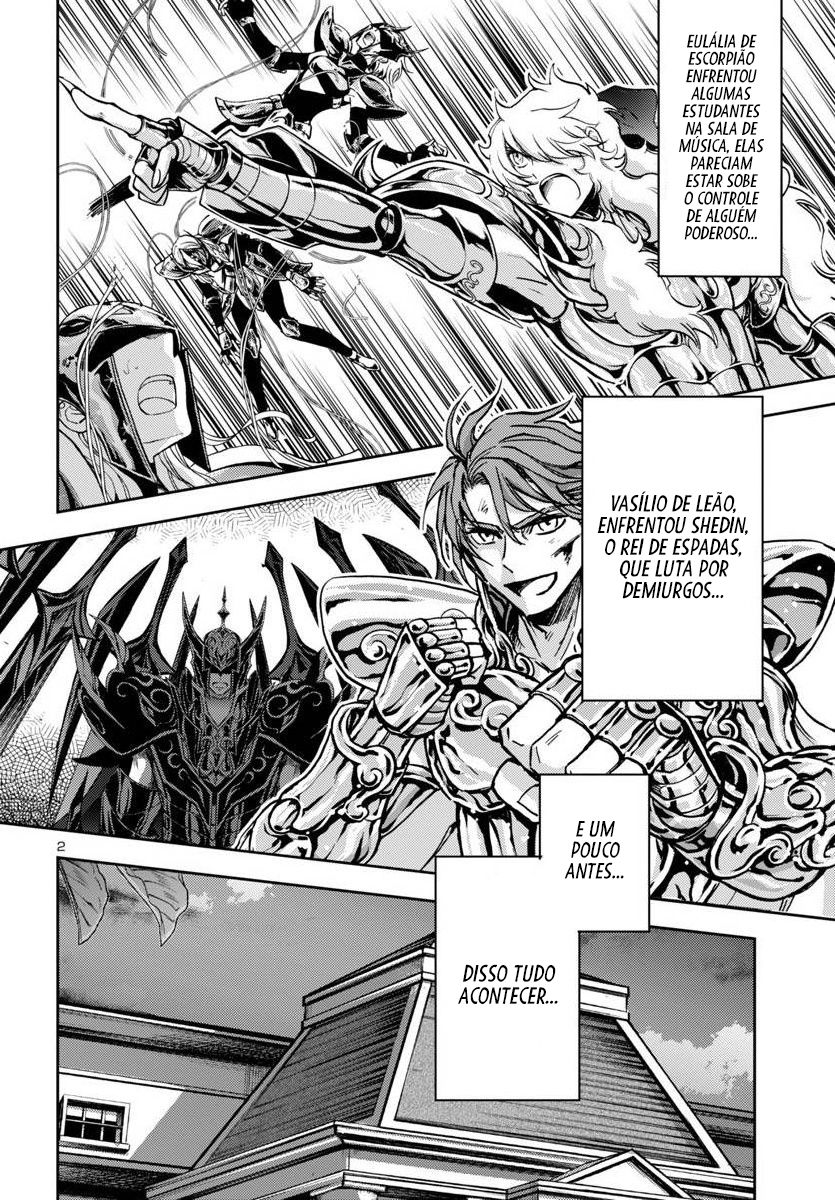 EULÁLIA DE
ESCORPIÃO
ENFRENTOU
ALGUMAS
ESTUDANTES
NA SALA DE
MÚSICA, ELAS
PARECIAM
ESTAR SOBE
O CONTROLE
DE ALGUÉM
PODEROSO...
VASÍLIO DE LEÃO,
ENFRENTOU SHEDIN,
O REI DE ESPADAS,
QUE LUTA POR
DEMIURGOS...
2
E UM
POUCO
ANTES...
DISSO TUDO
ACONTECER...